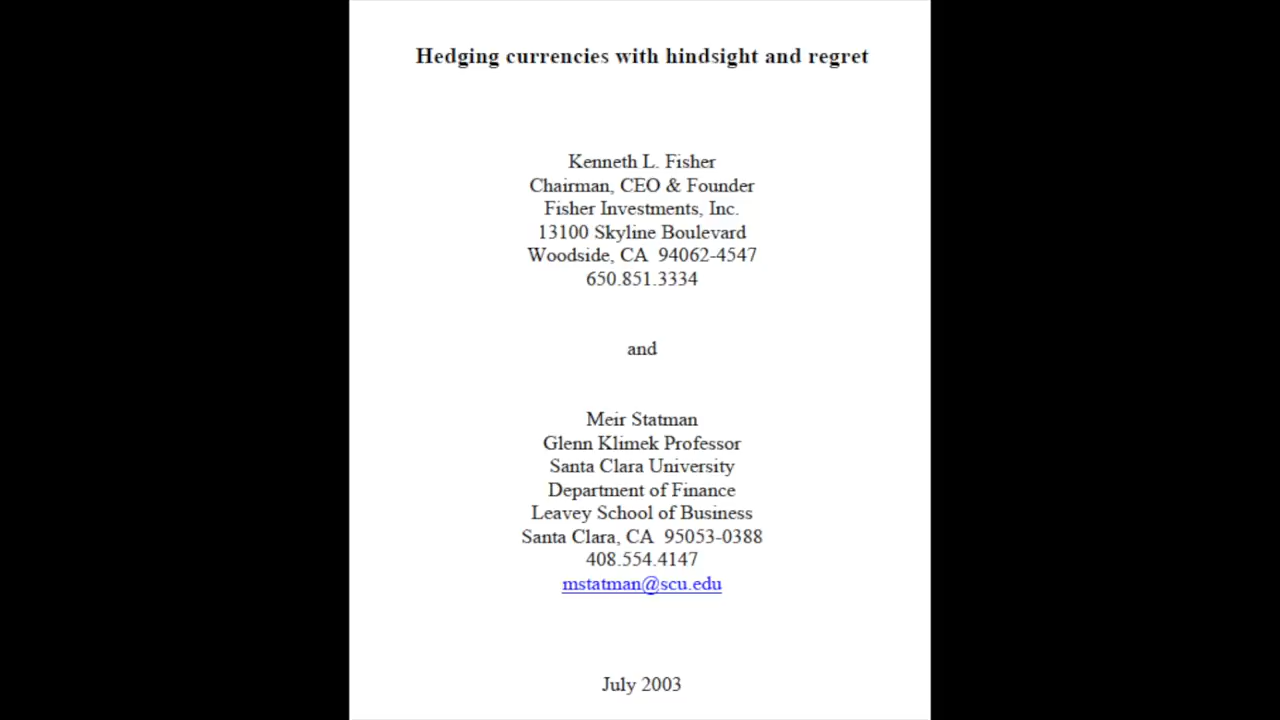 Hedging currencies with hindsight and regret
Kenneth L. Fisher
Chairman, CEO & Founder
Fisher Investments, Inc.
13100 Skyline Boulevard
Woodside, CA  94062-4547
650.851.3334
and
Meir Statman
Glenn Klimek Professor
Santa Clara University
Department of Finance
Leavey School of Business
Santa Clara, CA  95053-0388
408.554.4147
mstatman@scu.edu
July 2003